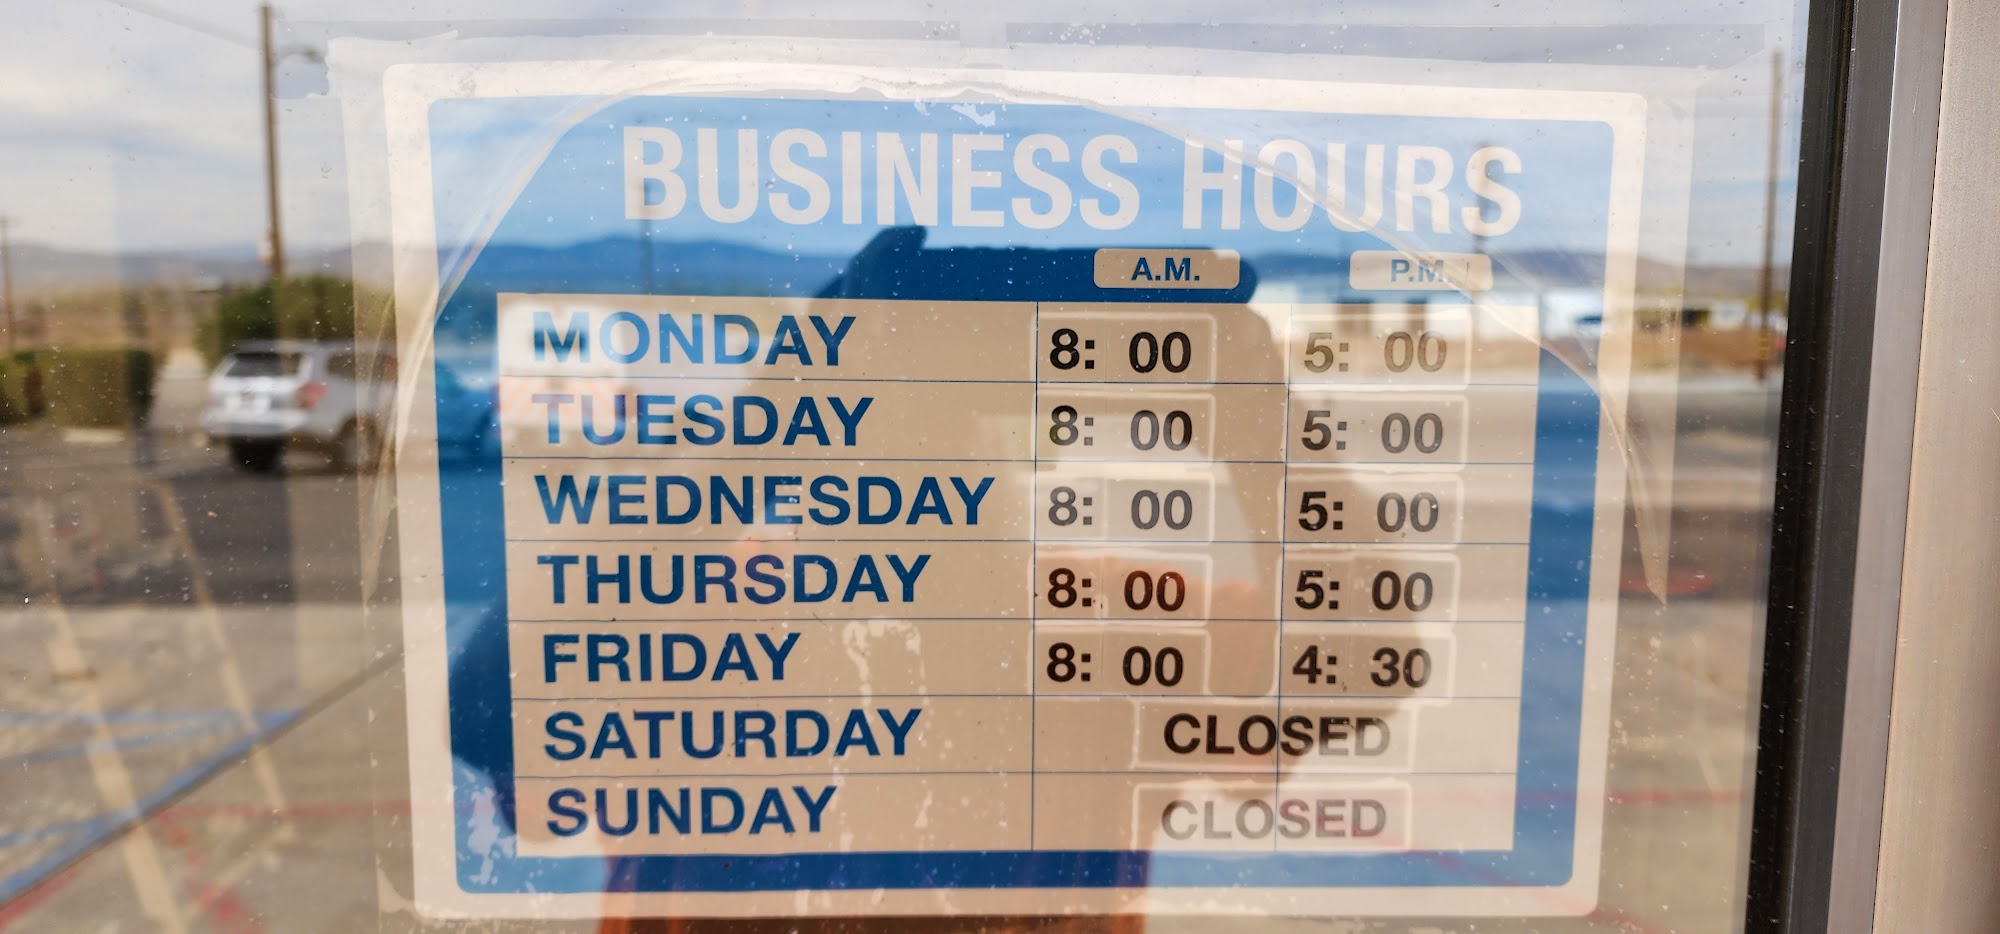 BUSINESS HOURS
A.M. P.M.
MONDAY 8: 00 5: 00
TUESDAY 8: 00 5: 00
WEDNESDAY 8: 00 5: 00
THURSDAY 8: 00 5: 00
FRIDAY 8: 00 4: 30
SATURDAY CLOSED
SUNDAY CLOSED